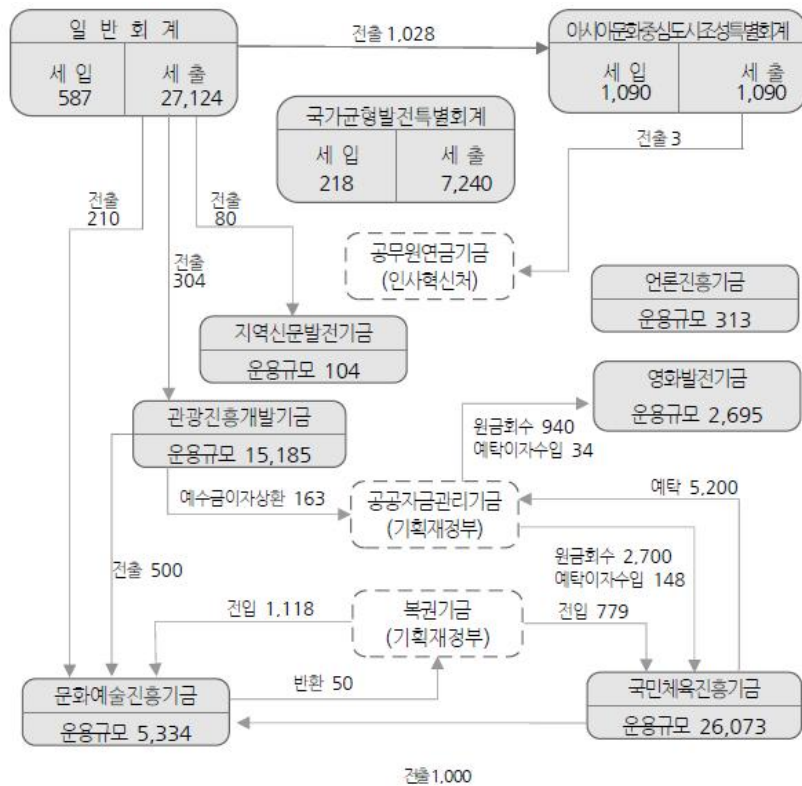 일 반 회 계
세 입
587
세 출
27,124
전출 1,028
아시아문화중심도시조성특별회계
세 입
1,090
세 출
1,090
국가균형발전특별회계
세 입
218
세 출
7,240
전출 3
전출
210
전출
80
전출
304
공무원연금기금
(인사혁신처)
언론진흥기금
운용규모 313
지역신문발전기금
운용규모 104
영화발전기금
운용규모 2,695
관광진흥개발기금
운용규모 15,185
원금회수 940
예탁이자수입 34
예수금이자상환 163
공공자금관리기금
(기획재정부)
예탁 5,200
전출 500
원금회수 2,700
예탁이자수입 148
전입 1,118
복권기금
(기획재정부)
전입 779
문화예술진흥기금
운용규모 5,334
반환 50
국민체육진흥기금
운용규모 26,073
전출1,000